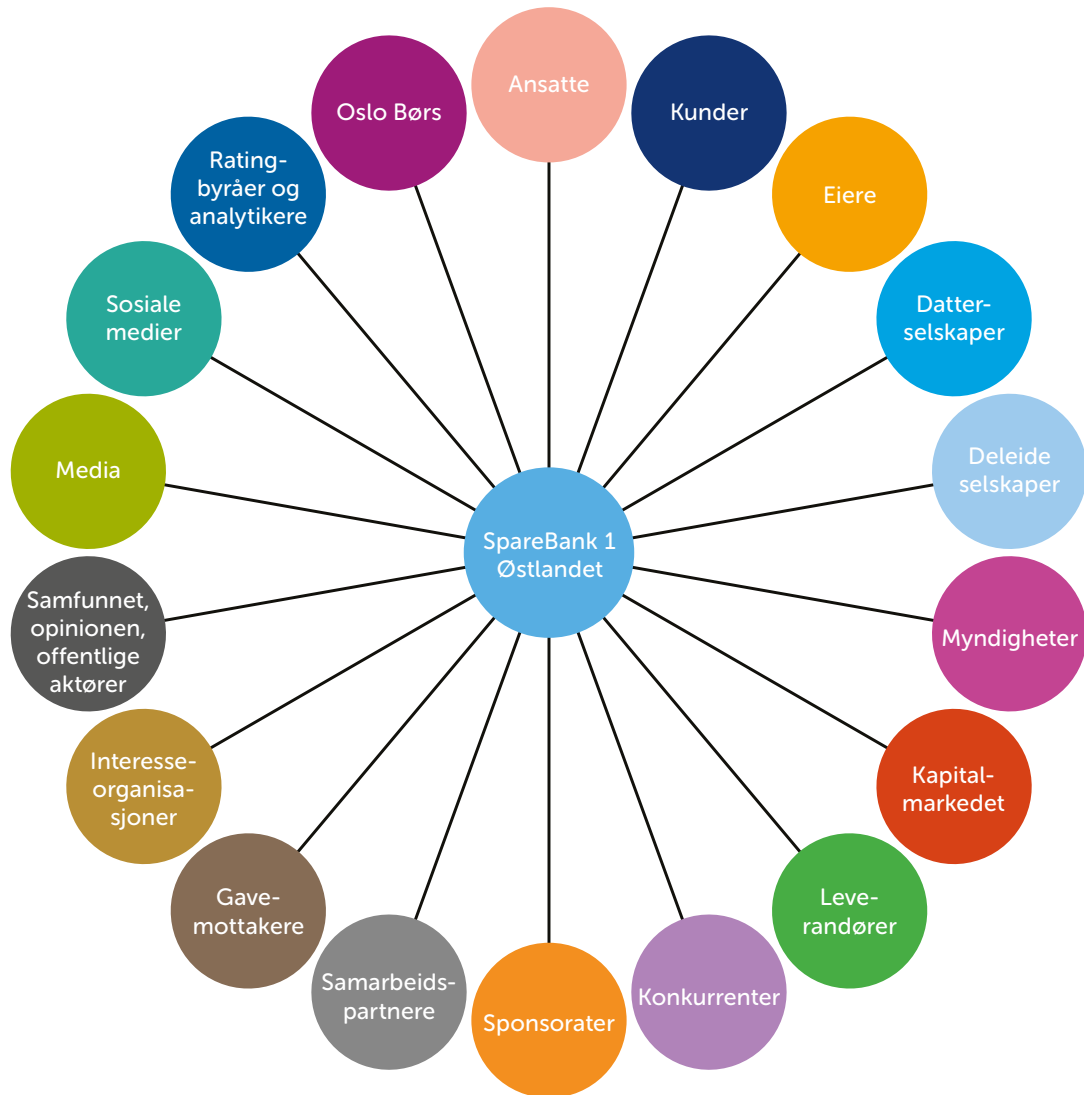 Ansatte
Kunder
Eiere
Datter-
selskaper
Deleide
selskaper
Myndigheter
Kapital-
markedet
Leve-
randører
Konkurrenter
Sponsorater
Samarbeids-
partnere
Gave-
mottakere
Interesse-
organisa-
sjoner
Samfunnet,
opinionen,
offentlige
aktører
Media
Sosiale
medier
Rating-
byråer og
analytikere
Oslo Børs
SpareBank 1
Østlandet